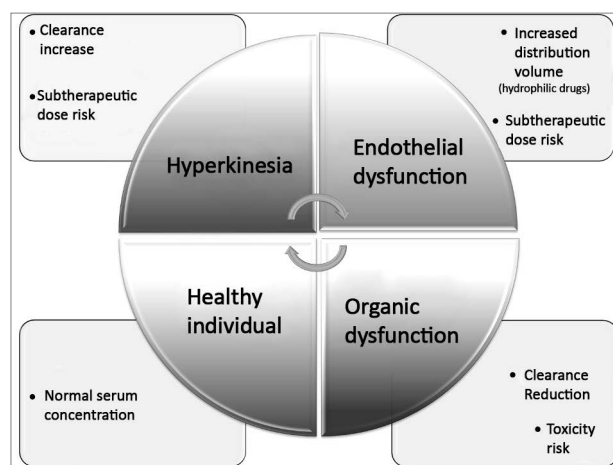 • Clearance
increase
• Subtherapeutic
dose risk
Hyperkinesia
• Increased
distribution
volume
(hydrophilic drugs)
• Subtherapeutic
dose risk
Endothelial
dysfunction
Healthy
individual
• Normal serum
concentration
Organic
dysfunction
• Clearance
Reduction
• Toxicity
risk